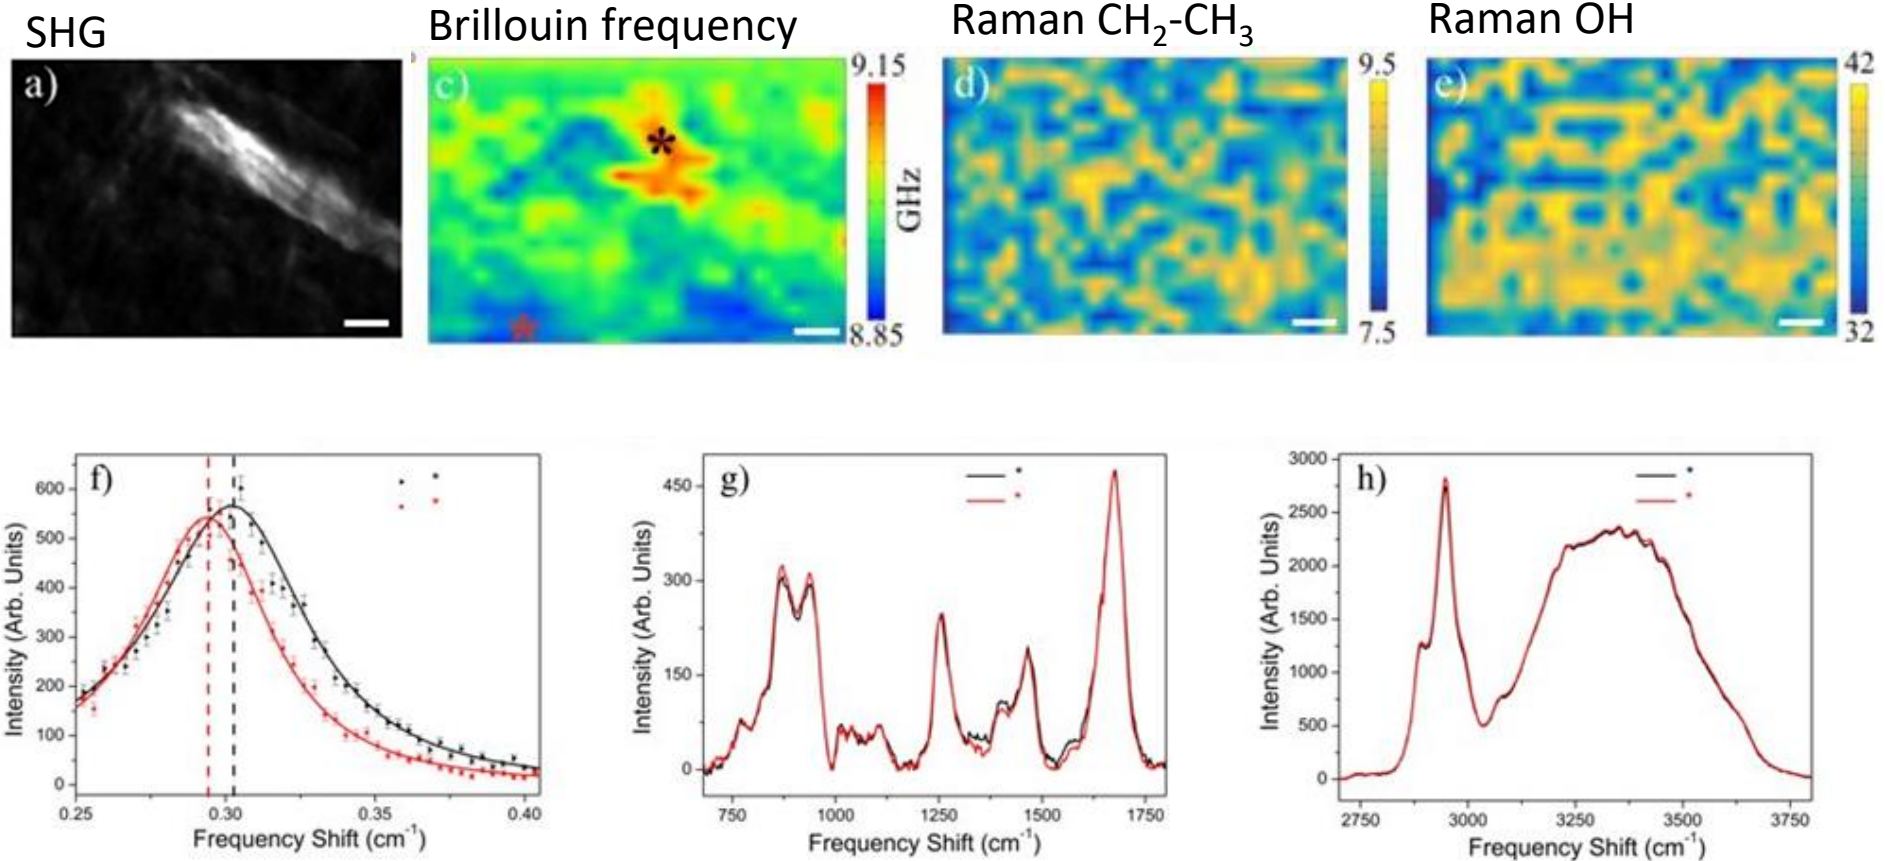 SHG
Brillouin frequency
Raman CH₂-CH₃
Raman OH
a)
c)
9.15
GHz
8.85
d)
9.5
7.5
e)
42
32
f)
Intensity (Arb. Units)
600
500
400
300
200
100
0
0.25 0.30 0.35 0.40
Frequency Shift (cm⁻¹)
g)
Intensity (Arb. Units)
450
300
150
0
750 1000 1250 1500 1750
Frequency Shift (cm⁻¹)
h)
Intensity (Arb. Units)
3000
2500
2000
1500
1000
500
0
2750 3000 3250 3500 3750
Frequency Shift (cm⁻¹)